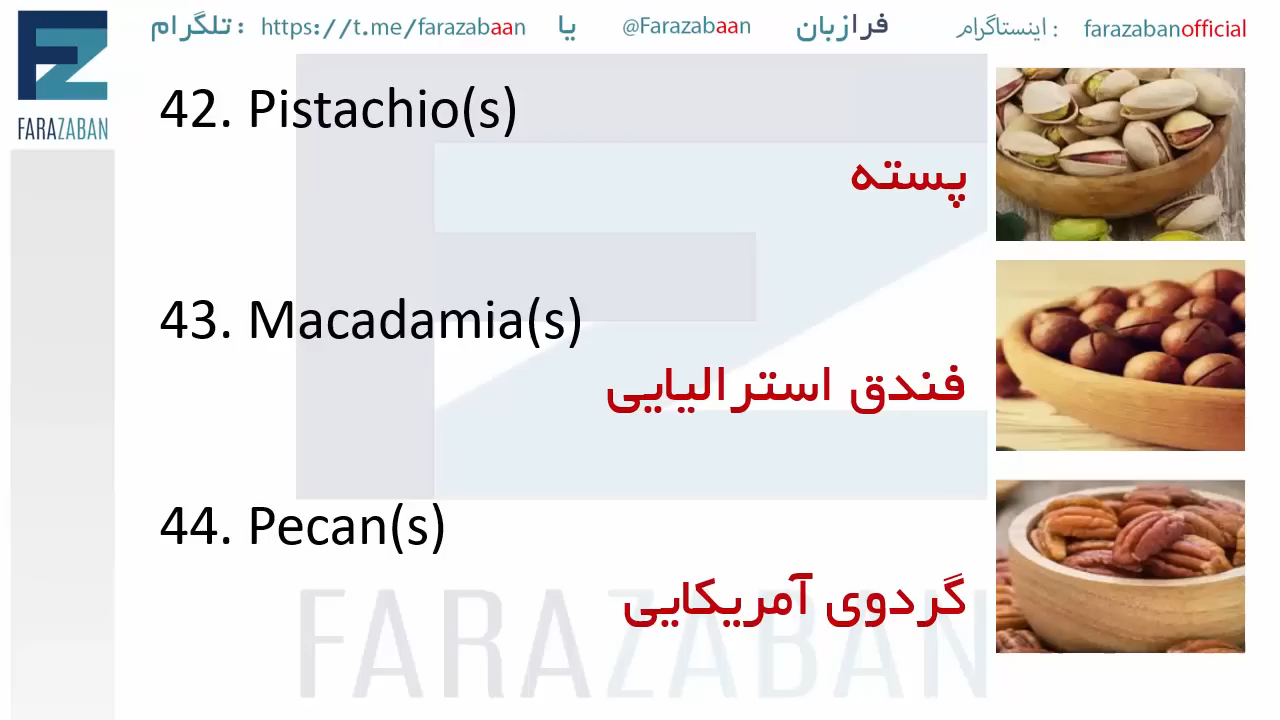 تلگرام : https://t.me/farazabaan یا @Farazabaan فرازبان اینستاگرام : farazabanofficial
FARAZABAN
42. Pistachio(s)
پسته
43. Macadamia(s)
فندق استرالیایی
44. Pecan(s)
گردوی آمریکایی
FARAZABAN